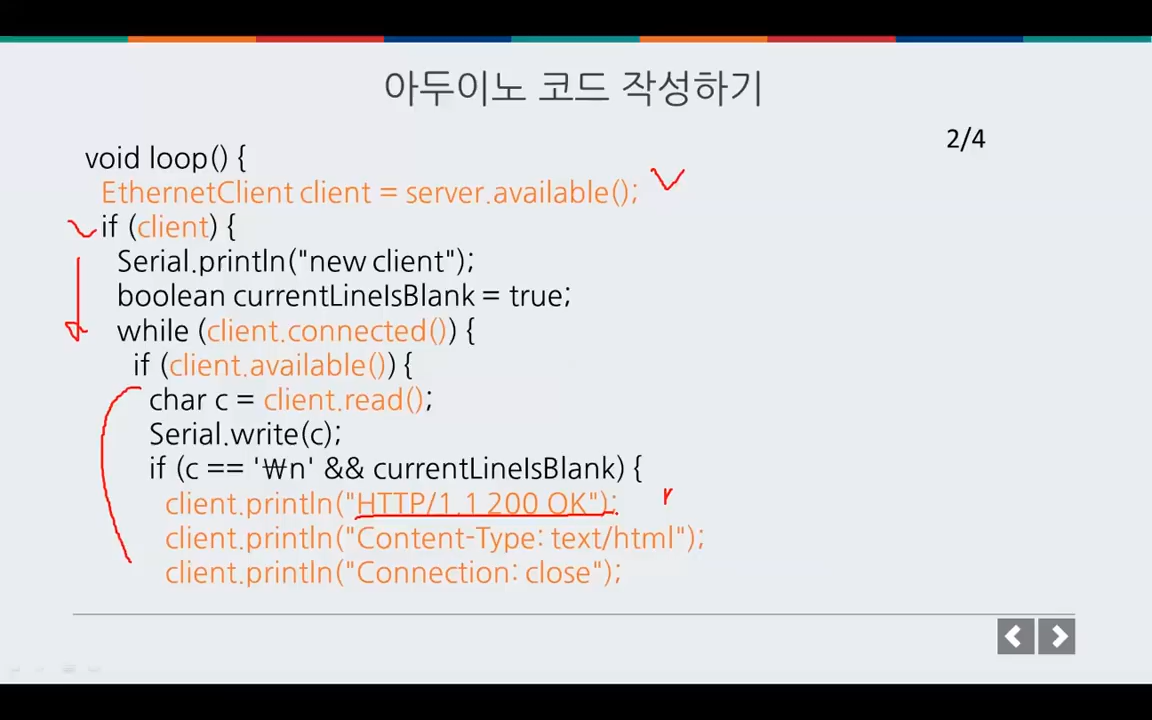 아두이노 코드 작성하기
2/4
void loop() {
EthernetClient client = server.available();
if (client) {
Serial.println("new client");
boolean currentLineIsBlank = true;
while (client.connected()) {
if (client.available()) {
char c = client.read();
Serial.write(c);
if (c == '₩n' && currentLineIsBlank) {
client.println("HTTP/1.1 200 OK");
client.println("Content-Type: text/html");
client.println("Connection: close");